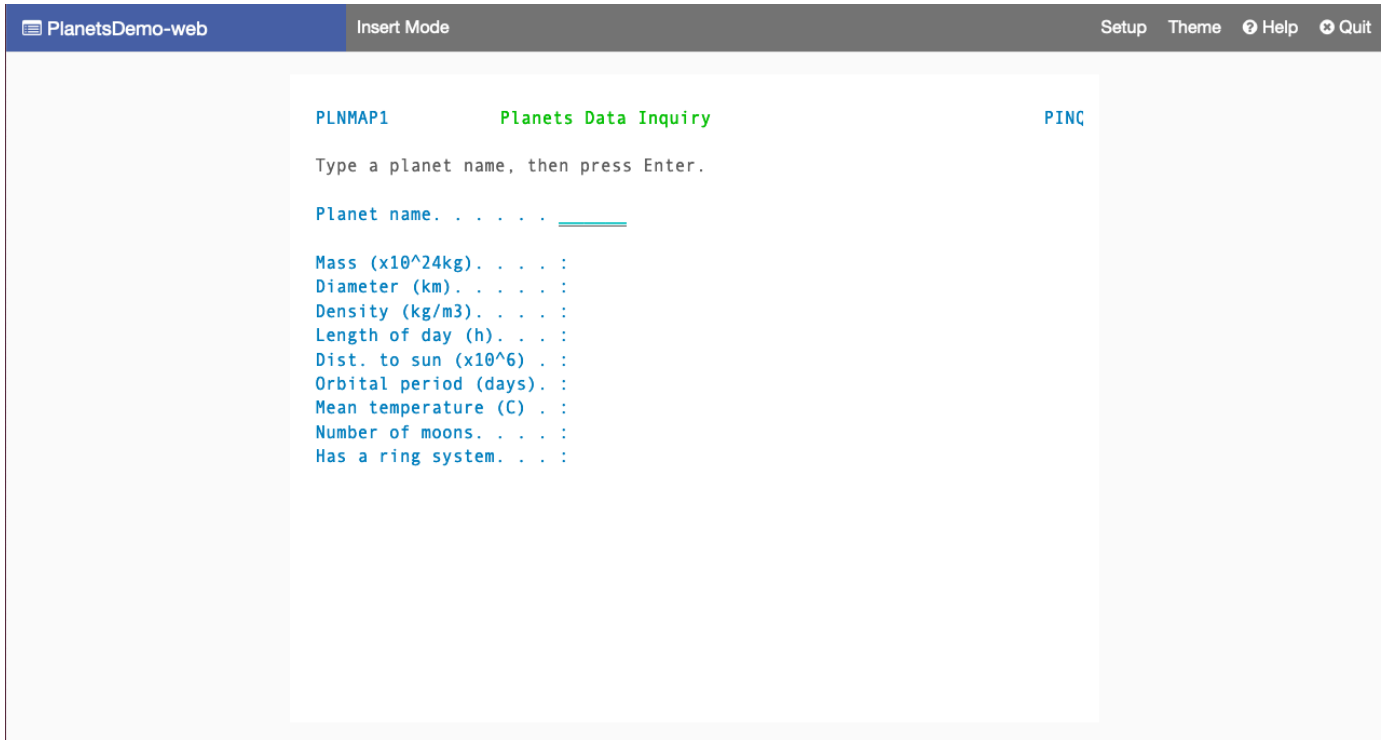 PlanetsDemo-web Insert Mode Setup Theme Help Quit
PLNMAP1 Planets Data Inquiry PINQ
Type a planet name, then press Enter.
Planet name. . . . . .
Mass (x10^24kg). . . . :
Diameter (km). . . . . :
Density (kg/m3). . . . :
Length of day (h). . . :
Dist. to sun (x10^6) . :
Orbital period (days). :
Mean temperature (C) . :
Number of moons. . . . :
Has a ring system. . . :